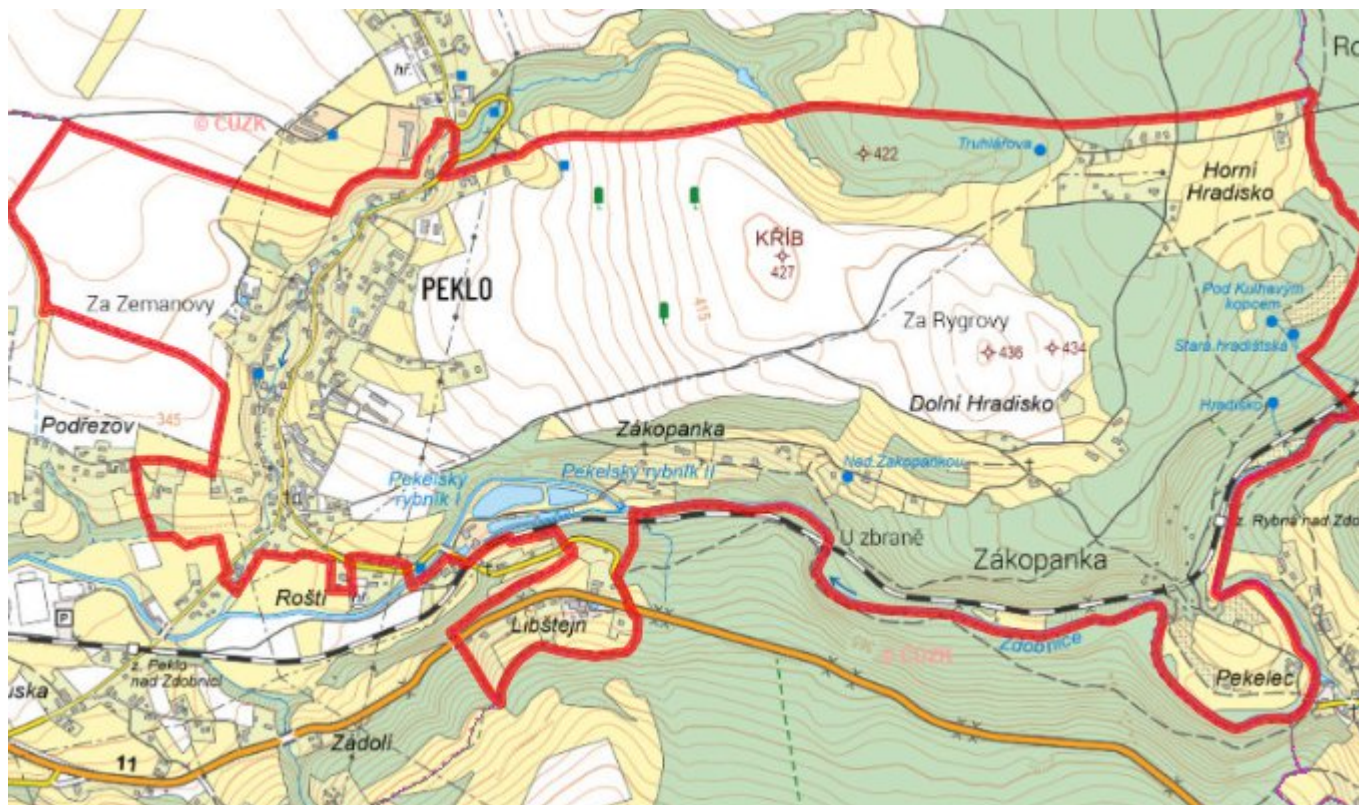 Ro
hř.
© ČÚZK
422
Truhlářova
Horní
Hradisko
KŘÍB
427
PEKLO
Za Zemanovy
415
Za Rygrovy
436
434
Pod Kulhavým
kopcem
Stará hradištská
Hradisko
Podřezov
345
Dolní Hradisko
Zákopanka
Pekelský
rybník I
Pekelský rybník II
Nad Zákopankou
z. Rybná nad Zdo
U zbraně
Zákopanka
Rošti
hř.
Libštejn
© ČÚZK
Zdobnice
Pekelec
P
z. Peklo
nad Zdobnicí
uska
Zádolí
11